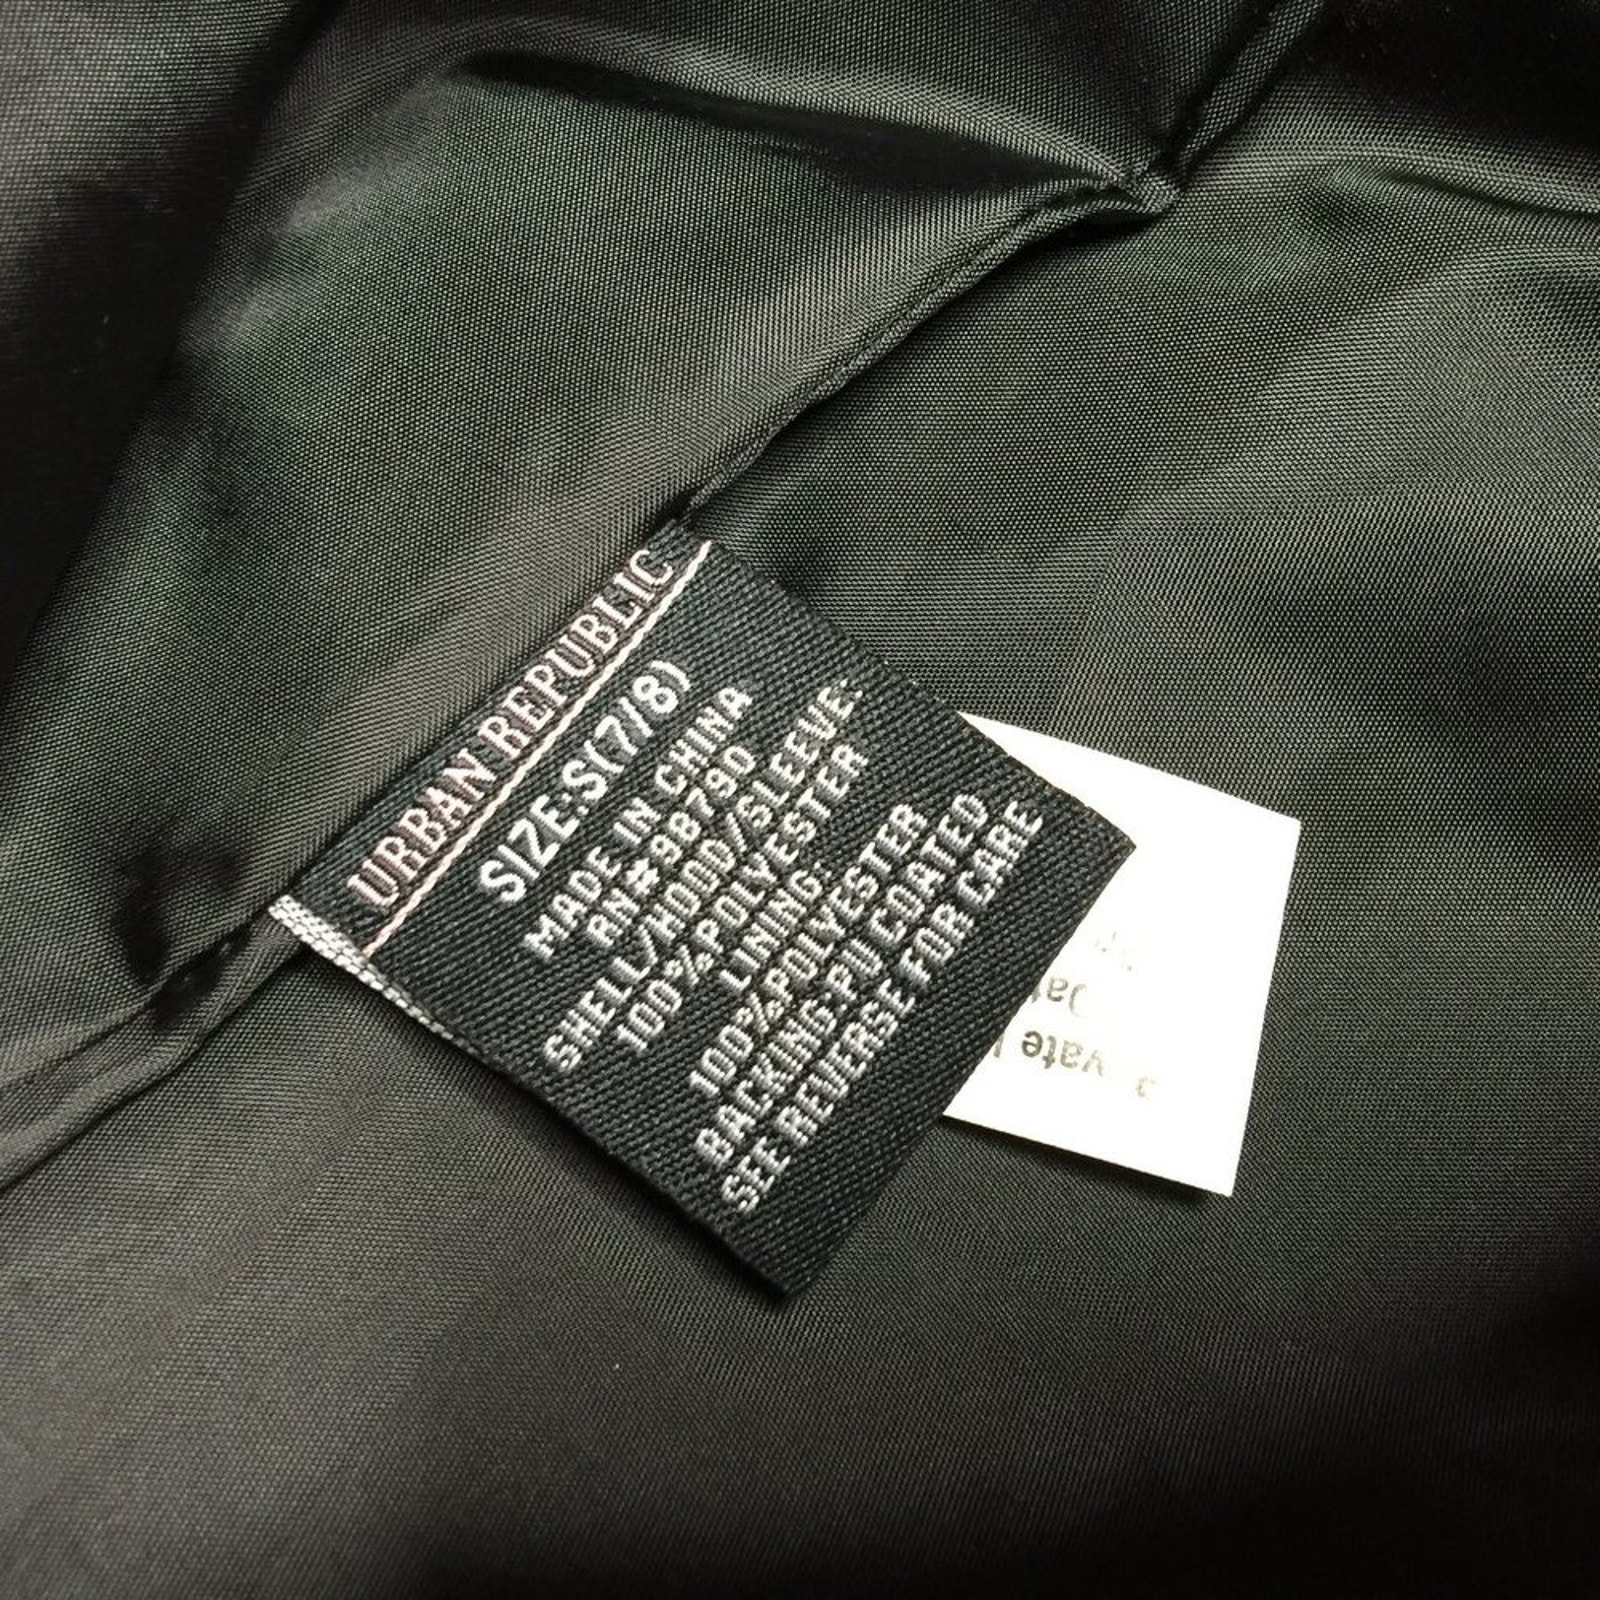 URBAN REPUBLIC
SIZE:S(7/8)
MADE IN CHINA
RN#98790
SHELL/HOOD/SLEEVE:
100%POLYESTER
LINING:
100%POLYESTER
BACKING:PU COATED
SEE REVERSE FOR CARE